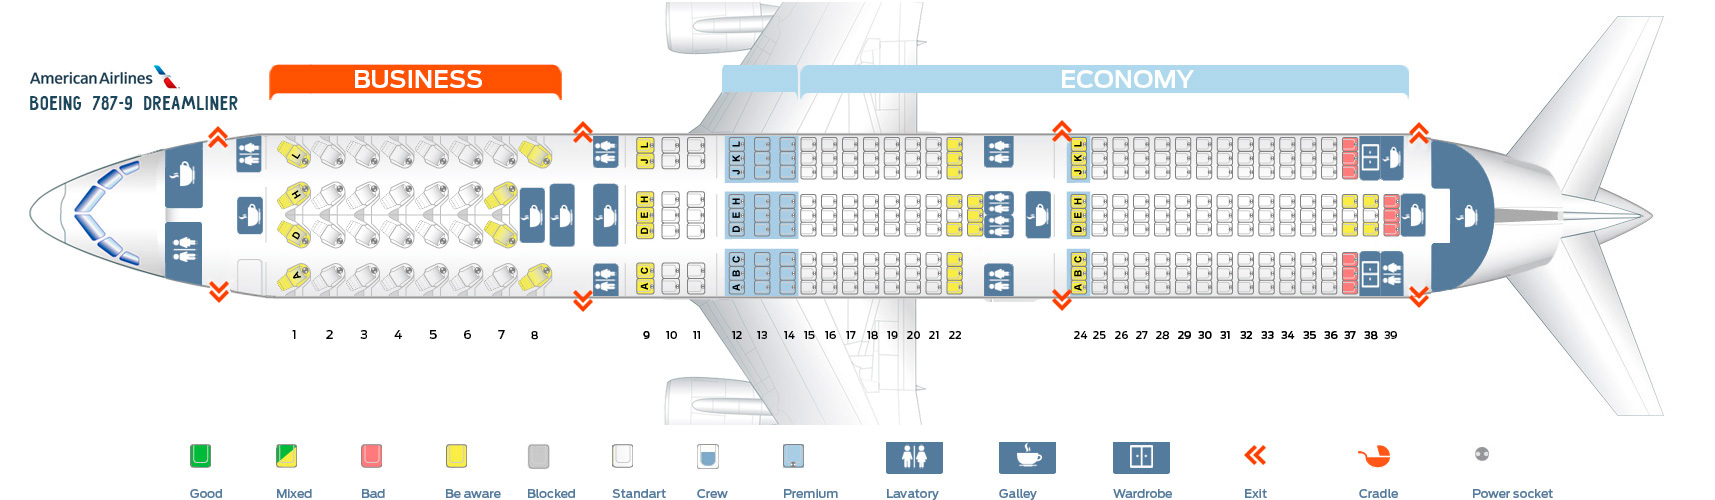 BUSINESS
ECONOMY
American Airlines
BOEING 787-9 DREAMLINER
L
H
D
A
L
J
H
E
D
C
A
L
K
J
H
E
D
C
B
A
L
K
J
H
E
D
C
B
A
1 2 3 4 5 6 7 8 9 10 11 12 13 14 15 16 17 18 19 20 21 22 24 25 26 27 28 29 30 31 32 33 34 35 36 37 38 39
Good Mixed Bad Be aware Blocked Standart Crew Premium Lavatory Galley Wardrobe Exit Cradle Power socket